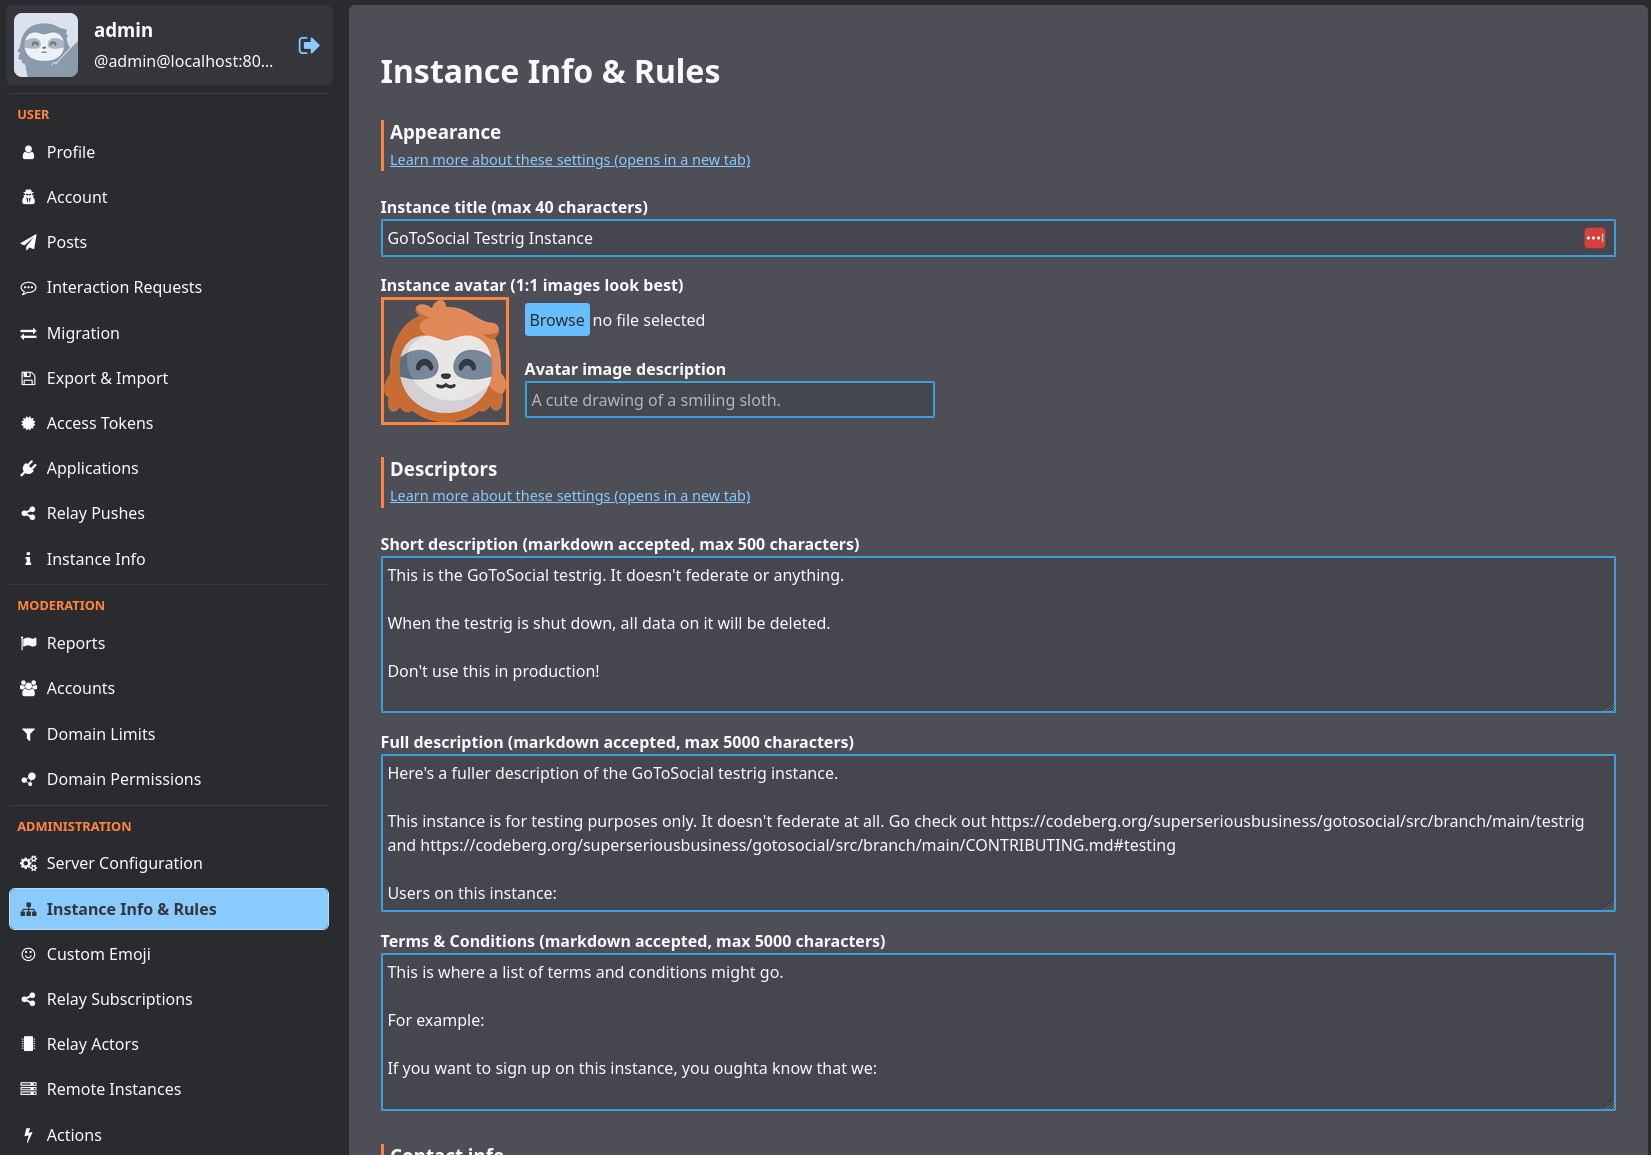 admin
@admin@localhost:80...
USER
Profile
Account
Posts
Interaction Requests
Migration
Export & Import
Access Tokens
Applications
Relay Pushes
Instance Info
MODERATION
Reports
Accounts
Domain Limits
Domain Permissions
ADMINISTRATION
Server Configuration
Instance Info & Rules
Custom Emoji
Relay Subscriptions
Relay Actors
Remote Instances
Actions
Instance Info & Rules
Appearance
Learn more about these settings (opens in a new tab)
Instance title (max 40 characters)
GoToSocial Testrig Instance
Instance avatar (1:1 images look best)
Browse no file selected
Avatar image description
A cute drawing of a smiling sloth.
Descriptors
Learn more about these settings (opens in a new tab)
Short description (markdown accepted, max 500 characters)
This is the GoToSocial testrig. It doesn't federate or anything.
When the testrig is shut down, all data on it will be deleted.
Don't use this in production!
Full description (markdown accepted, max 5000 characters)
Here's a fuller description of the GoToSocial testrig instance.
This instance is for testing purposes only. It doesn't federate at all. Go check out https://codeberg.org/superseriousbusiness/gotosocial/src/branch/main/testrig
and https://codeberg.org/superseriousbusiness/gotosocial/src/branch/main/CONTRIBUTING.md#testing
Users on this instance:
Terms & Conditions (markdown accepted, max 5000 characters)
This is where a list of terms and conditions might go.
For example:
If you want to sign up on this instance, you oughta know that we:
Contact info